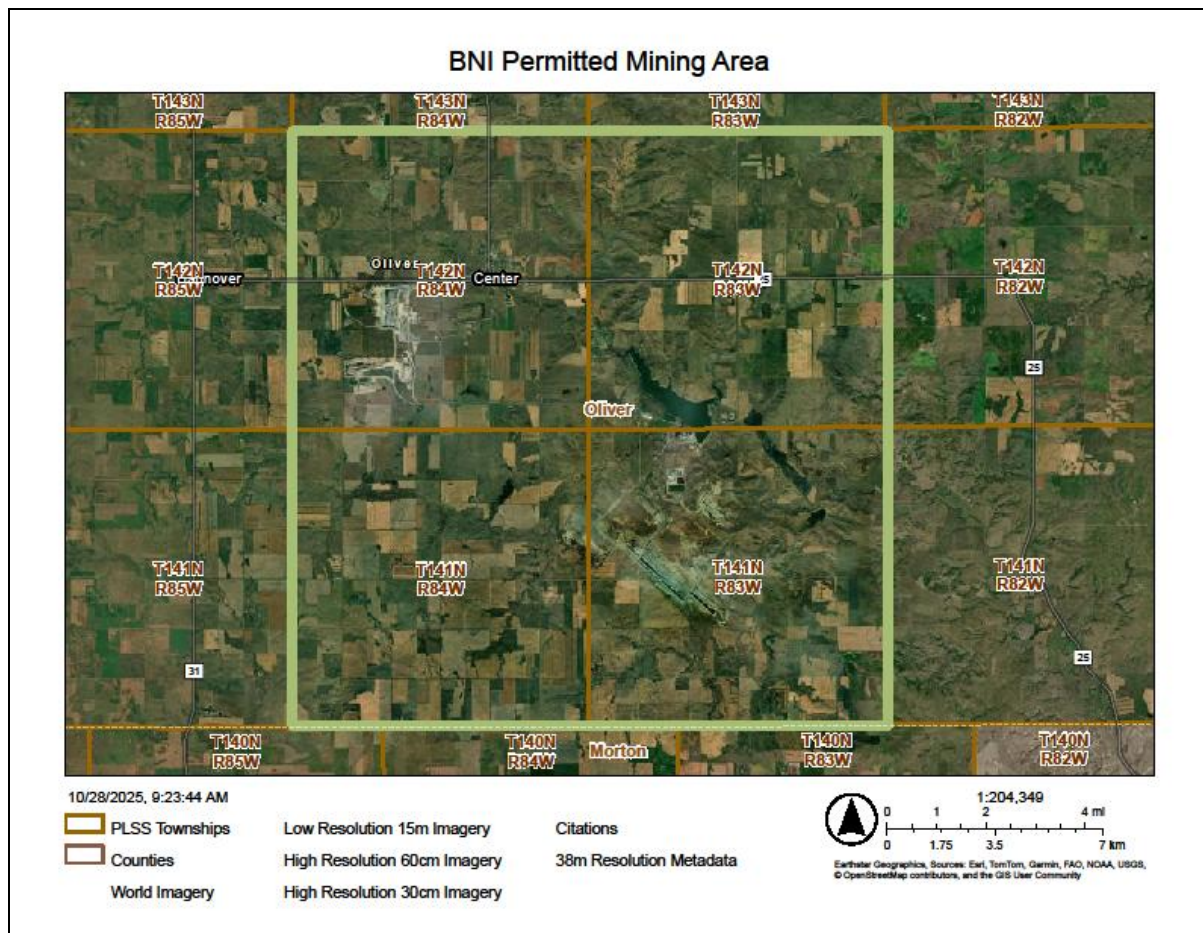 BNI Permitted Mining Area
T143N
R85W
T143N
R84W
T143N
R83W
T143N
R82W
T142N
R85W
Oliver
T142N
R84W
Center
T142N
R83W
T142N
R82W
25
Oliver
T141N
R85W
T141N
R84W
T141N
R83W
T141N
R82W
31
25
T140N
R85W
T140N
R84W
Morton
T140N
R83W
T140N
R82W
10/28/2025, 9:23:44 AM
PLSS Townships
Counties
World Imagery
Low Resolution 15m Imagery
High Resolution 60cm Imagery
High Resolution 30cm Imagery
Citations
38m Resolution Metadata
1:204,349
0 1 2 4 mi
0 1.75 3.5 7 km
Earthstar Geographics, Sources: Esri, TomTom, Garmin, FAO, NOAA, USGS,
© OpenStreetMap contributors, and the GIS User Community